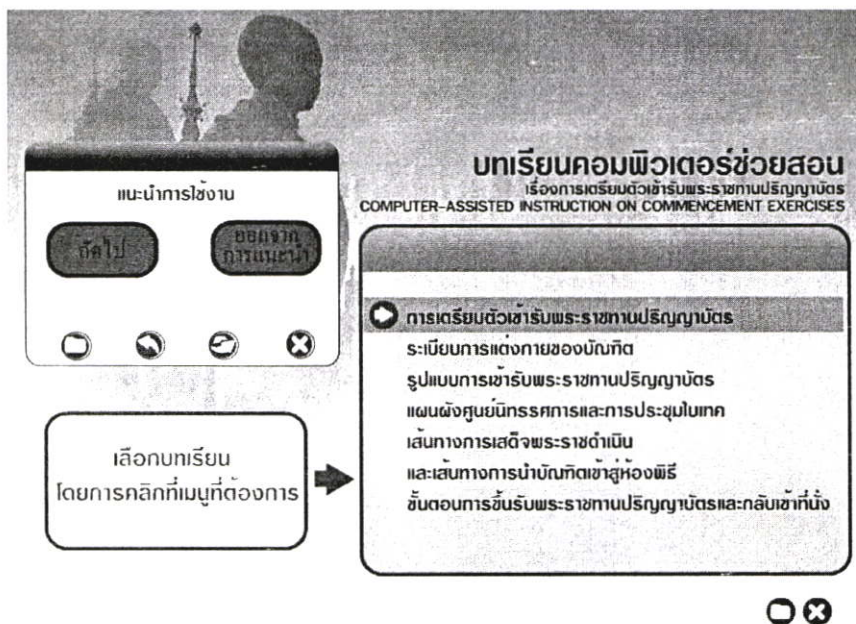 บทเรียนคอมพิวเตอร์ช่วยสอน
เรื่องการเตรียมตัวเข้ารับพระราชทานปริญญาบัตร
COMPUTER-ASSISTED INSTRUCTION ON COMMENCEMENT EXERCISES
แนะนำการใช้งาน
ถัดไป
ออกจาก
การแนะนำ
การเตรียมตัวเข้ารับพระราชทานปริญญาบัตร
ระเบียบการแต่งกายของบัณฑิต
รูปแบบการเข้ารับพระราชทานปริญญาบัตร
แผนผังศูนย์นิทรรศการและการประชุมไบเทค
เส้นทางการเสด็จพระราชดำเนิน
และเส้นทางการนำบัณฑิตเข้าสู่ห้องพิธี
ขั้นตอนการขึ้นรับพระราชทานปริญญาบัตรและกลับเข้าที่นั่ง
เลือกบทเรียน
โดยการคลิกที่เมนูที่ต้องการ